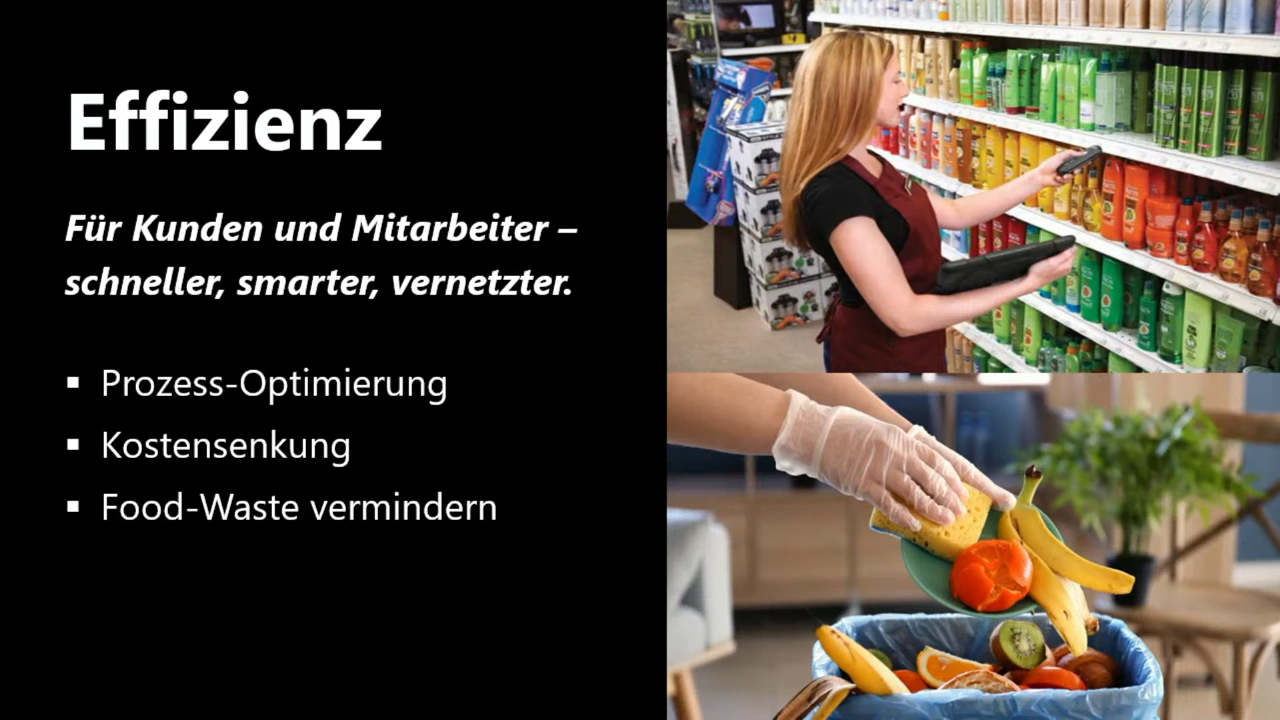 Effizienz
Für Kunden und Mitarbeiter –
schneller, smarter, vernetzter.
▪ Prozess-Optimierung
▪ Kostensenkung
▪ Food-Waste vermindern